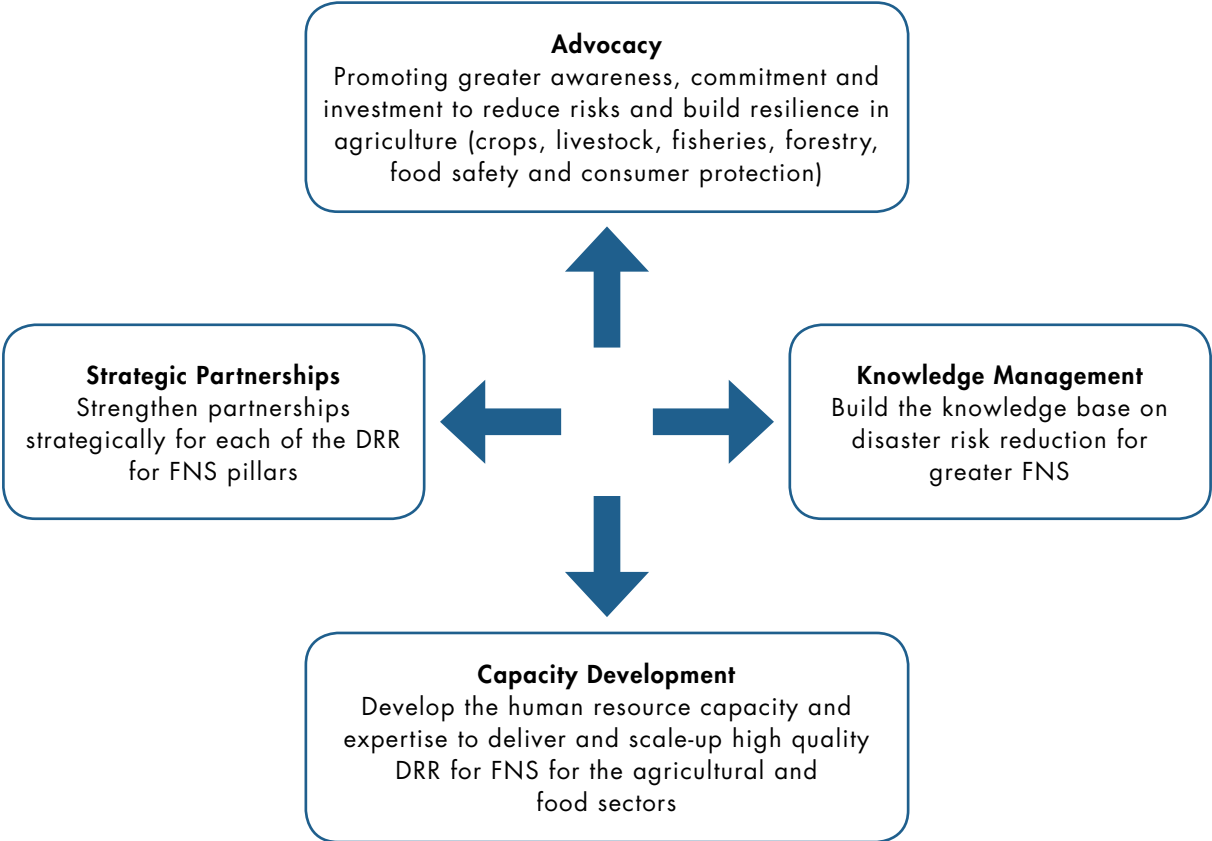 Advocacy
Promoting greater awareness, commitment and
investment to reduce risks and build resilience in
agriculture (crops, livestock, fisheries, forestry,
food safety and consumer protection)
Strategic Partnerships
Strengthen partnerships
strategically for each of the DRR
for FNS pillars
Knowledge Management
Build the knowledge base on
disaster risk reduction for
greater FNS
Capacity Development
Develop the human resource capacity and
expertise to deliver and scale-up high quality
DRR for FNS for the agricultural and
food sectors